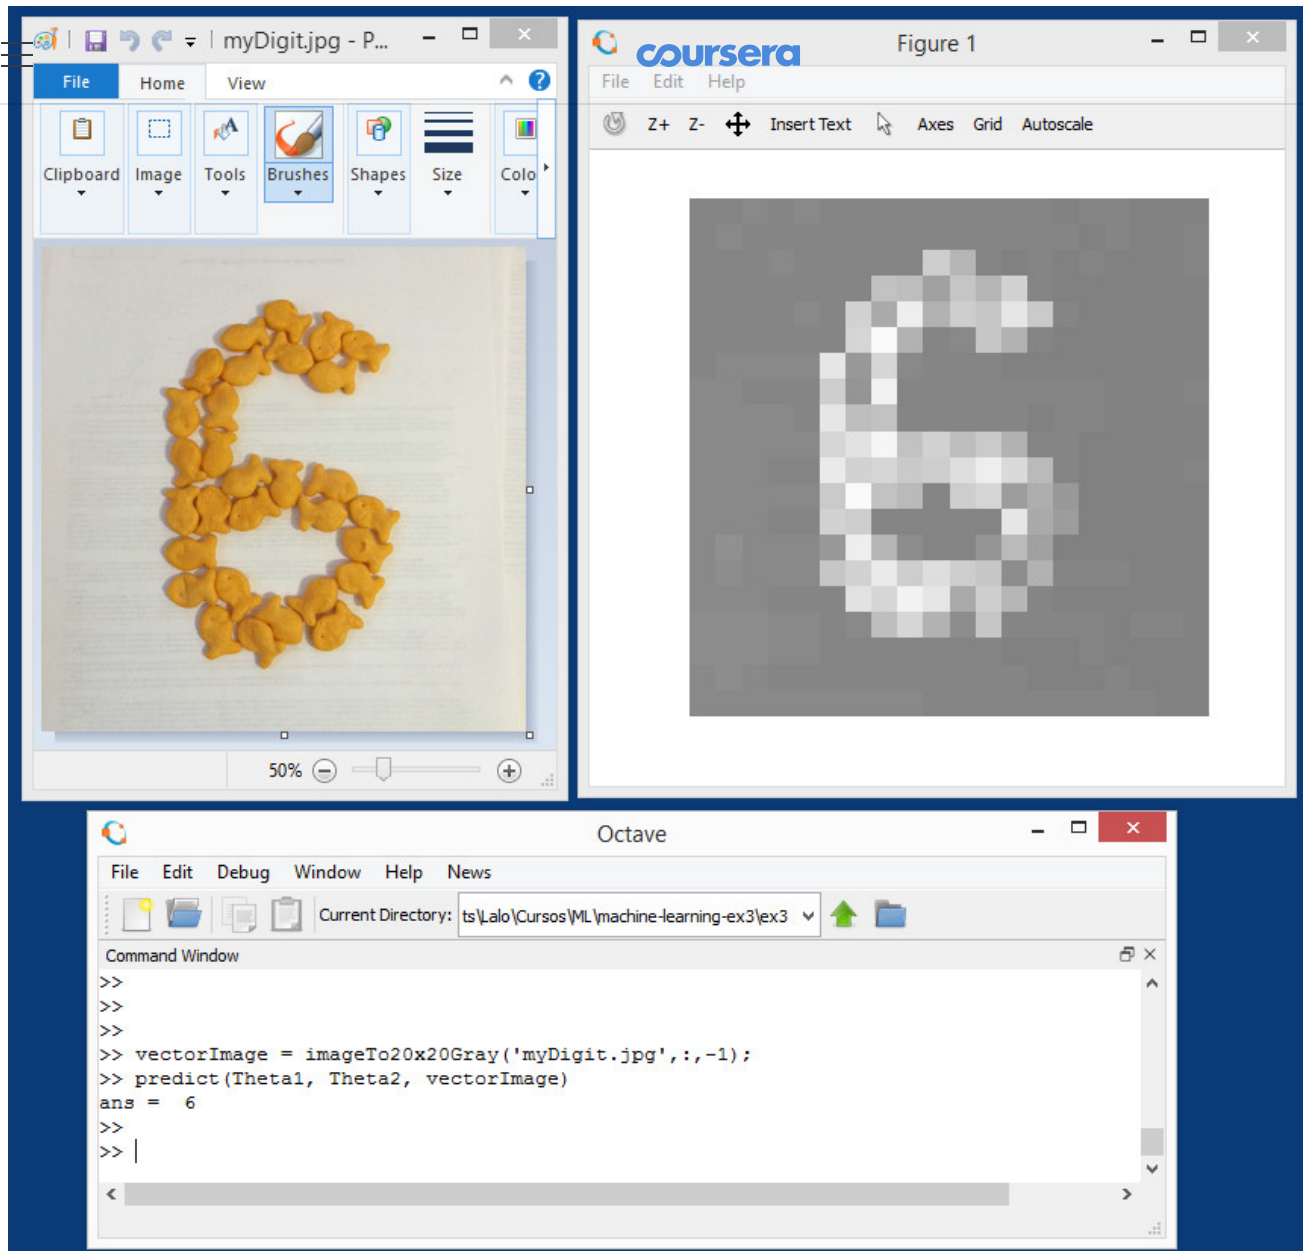 myDigit.jpg - P...
File Home View
Clipboard Image Tools Brushes Shapes Size Colo
50%
coursera
Figure 1
File Edit Help
Z+ Z- Insert Text Axes Grid Autoscale
Octave
File Edit Debug Window Help News
Current Directory: ts\Lalo\Cursos\ML\machine-learning-ex3\ex3
Command Window
>>
>>
>>
>> vectorImage = imageTo20x20Gray('myDigit.jpg',:,-1);
>> predict(Theta1, Theta2, vectorImage)
ans =  6
>>
>>